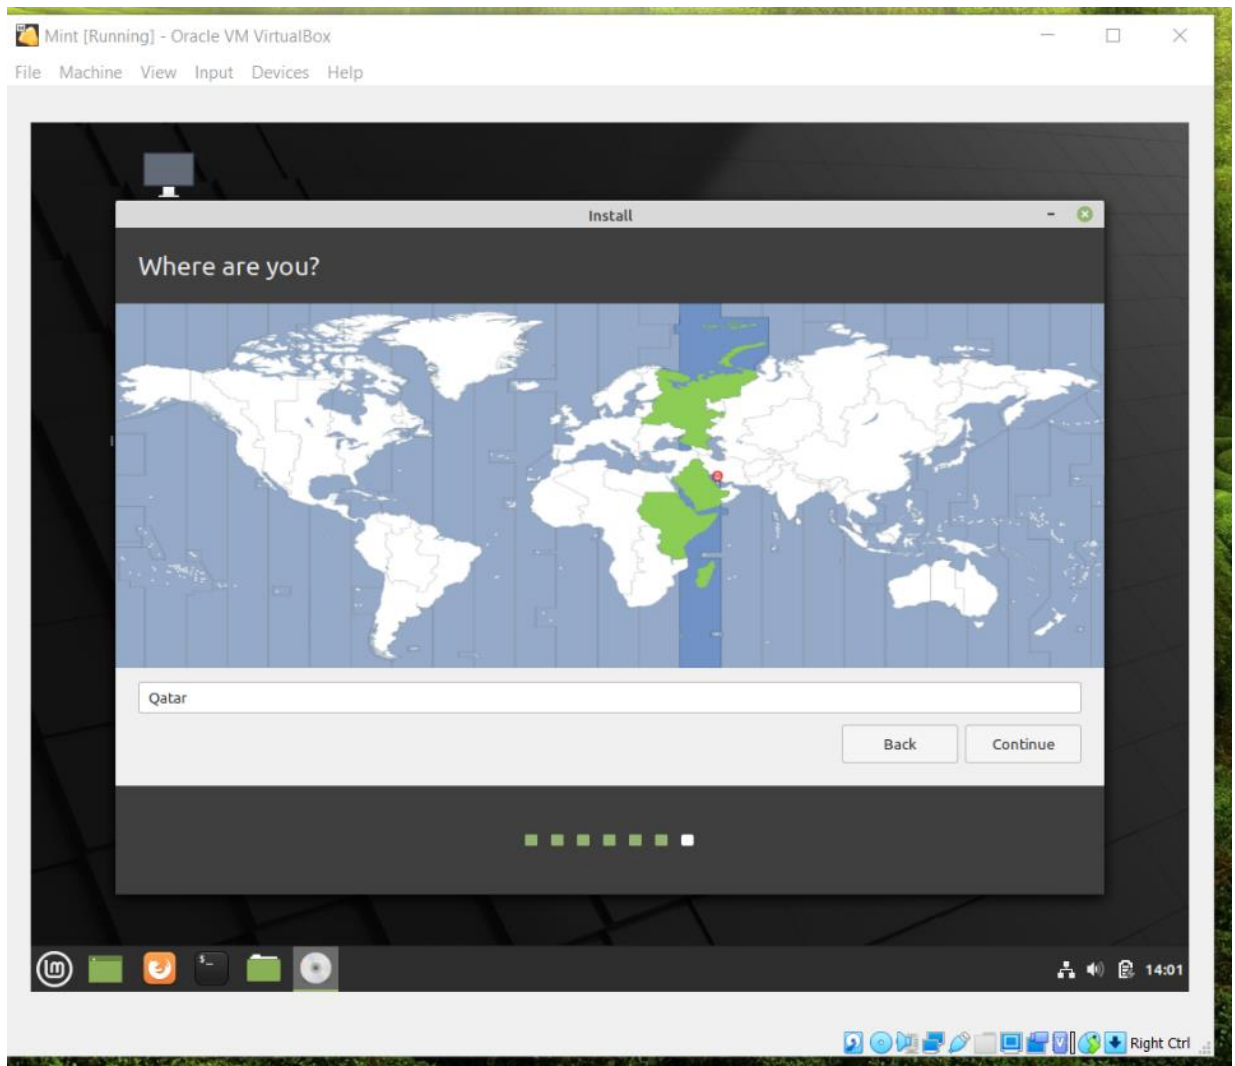 Mint [Running] - Oracle VM VirtualBox
File Machine View Input Devices Help
Install
Where are you?
Qatar
Back Continue
14:01
Right Ctrl